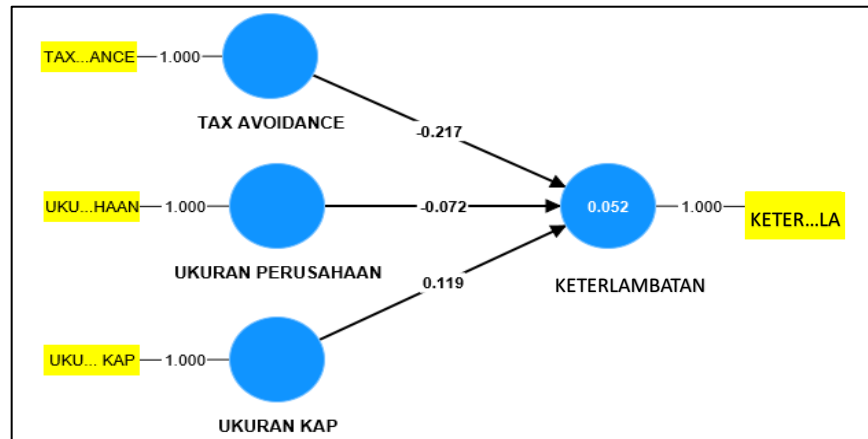 TAX...ANCE
1.000
TAX AVOIDANCE
-0.217
UKU...HAAN
1.000
-0.072
0.052
1.000
KETER...LA
UKURAN PERUSAHAAN
0.119
KETERLAMBATAN
UKU... KAP
1.000
UKURAN KAP